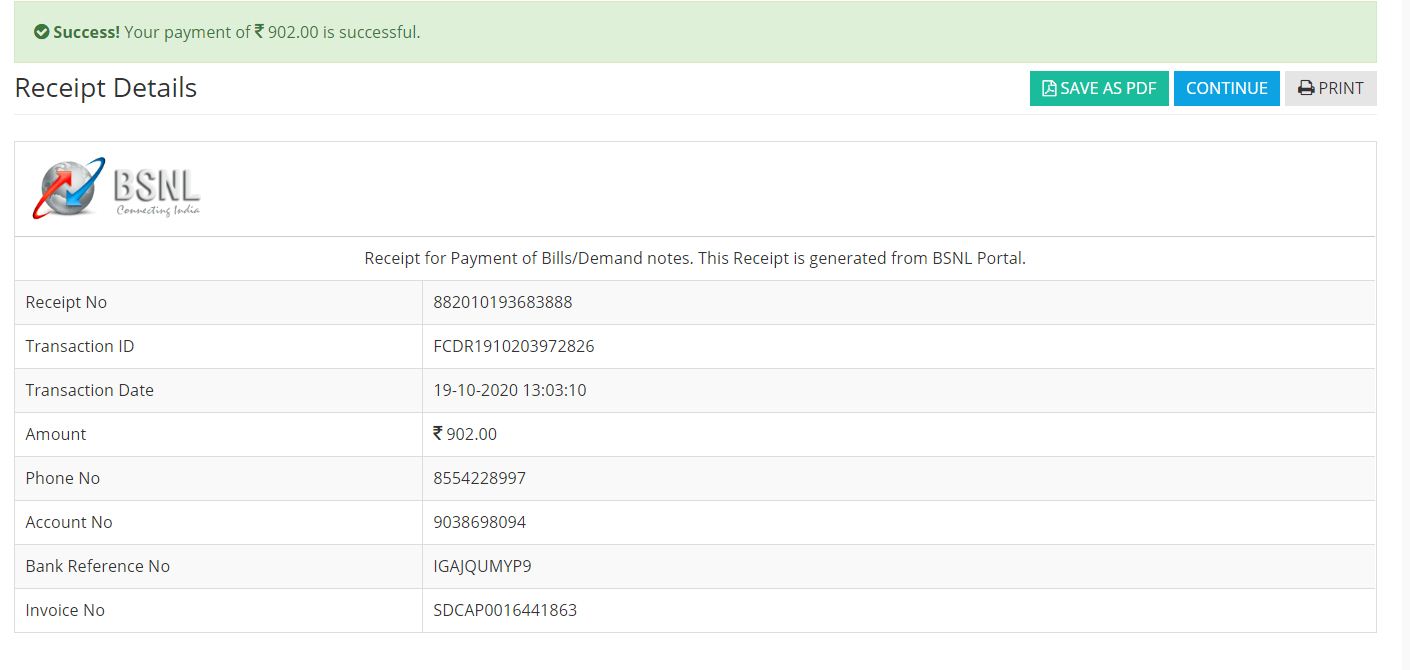 Success! Your payment of ₹ 902.00 is successful.
Receipt Details
SAVE AS PDF
CONTINUE
PRINT
BSNL
Connecting India
Receipt for Payment of Bills/Demand notes. This Receipt is generated from BSNL Portal.
Receipt No 882010193683888
Transaction ID FCDR1910203972826
Transaction Date 19-10-2020 13:03:10
Amount ₹ 902.00
Phone No 8554228997
Account No 9038698094
Bank Reference No IGAJQUMYP9
Invoice No SDCAP0016441863